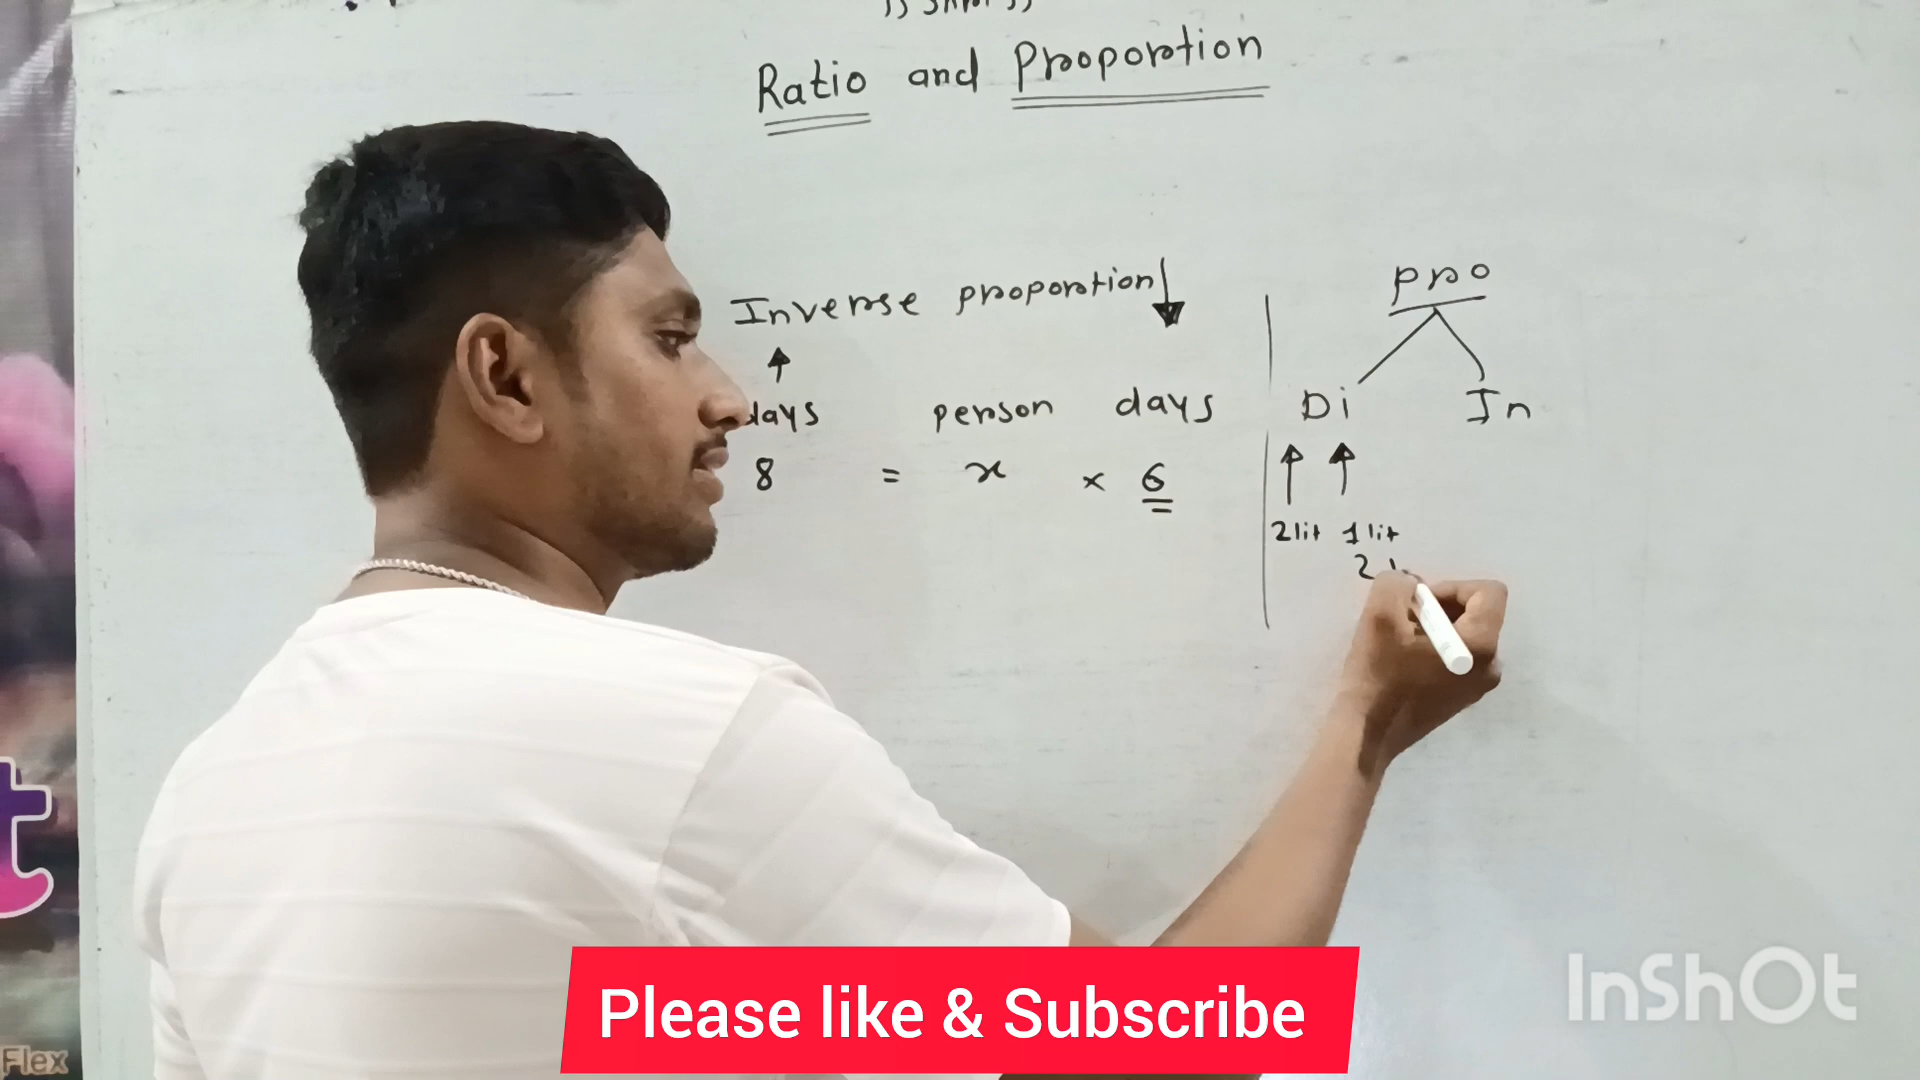 Ratio and Proportion
Inverse proportion
days person days
8 = x × 6
pro
Di In
2lit 1lit
2
Please like & Subscribe
InShOt
t
Flex